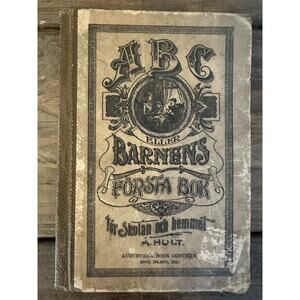 ABC
ELLER
BARNENS
FÖRSTA BOK
för Skolan och hemmet
A. HULT.
AUGUSTANA BOOK CONCERN,
ROCK ISLAND, ILL.